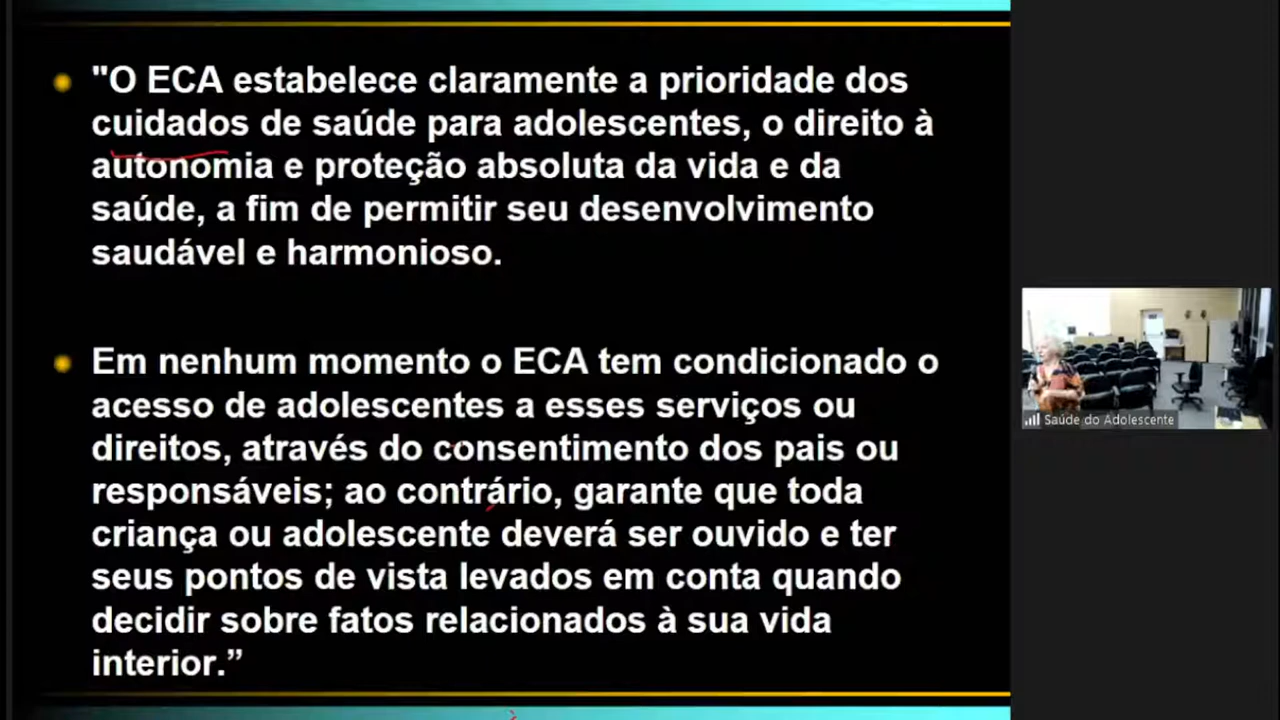 "O ECA estabelece claramente a prioridade dos
cuidados de saúde para adolescentes, o direito à
autonomia e proteção absoluta da vida e da
saúde, a fim de permitir seu desenvolvimento
saudável e harmonioso.
Em nenhum momento o ECA tem condicionado o
acesso de adolescentes a esses serviços ou
direitos, através do consentimento dos pais ou
responsáveis; ao contrário, garante que toda
criança ou adolescente deverá ser ouvido e ter
seus pontos de vista levados em conta quando
decidir sobre fatos relacionados à sua vida
interior.”
Saúde do Adolescente